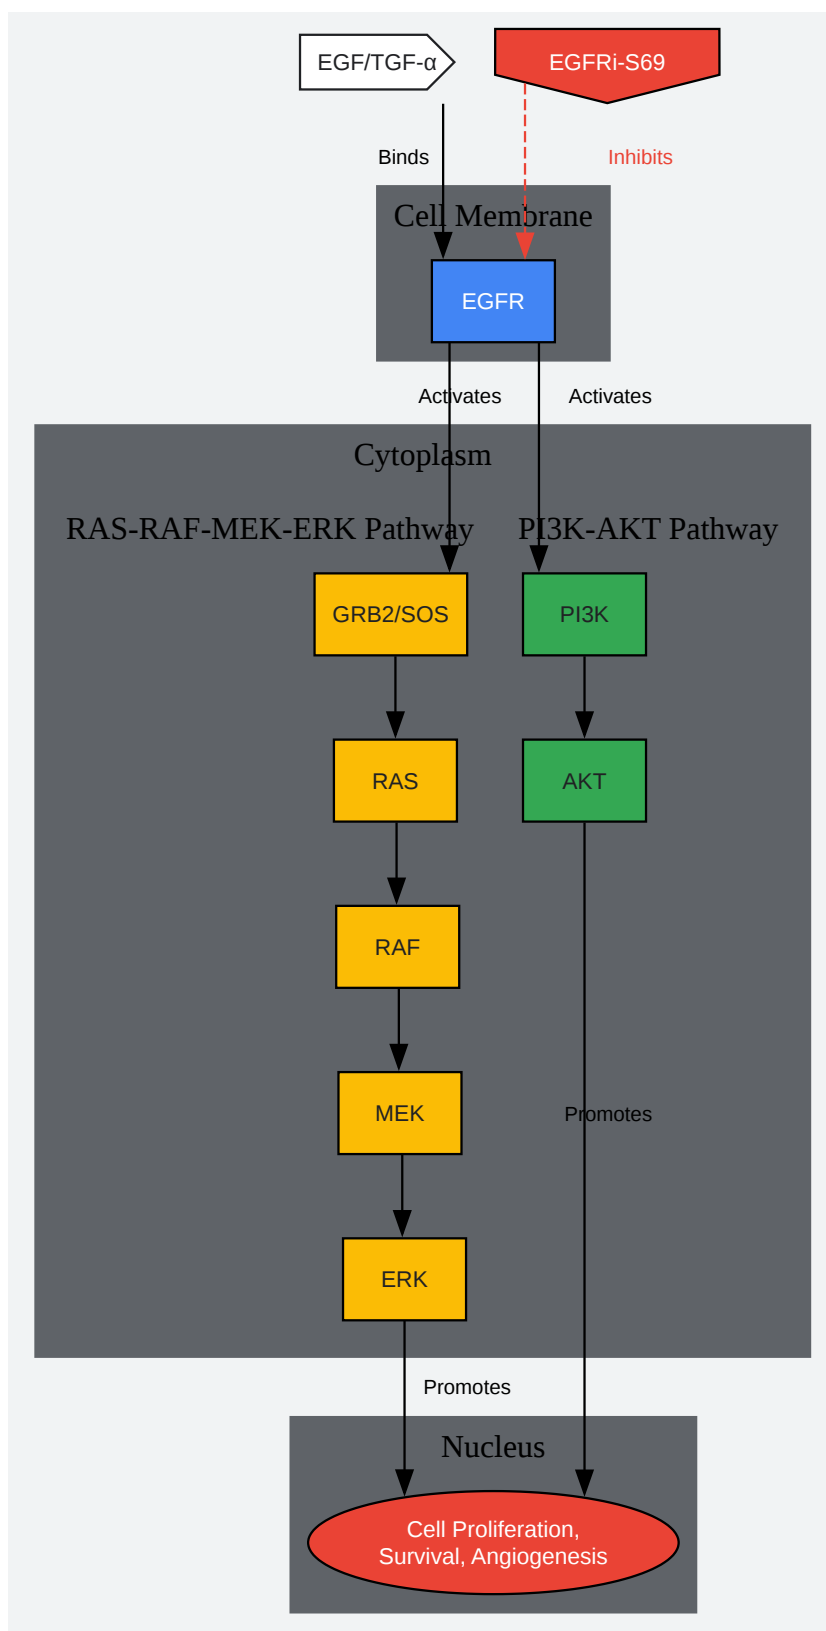 EGF/TGF-α
EGFRi-S69
Binds
Inhibits
Cell Membrane
EGFR
Activates
Activates
Cytoplasm
RAS-RAF-MEK-ERK Pathway
PI3K-AKT Pathway
GRB2/SOS
PI3K
RAS
AKT
RAF
MEK
Promotes
ERK
Promotes
Nucleus
Cell Proliferation,
Survival, Angiogenesis